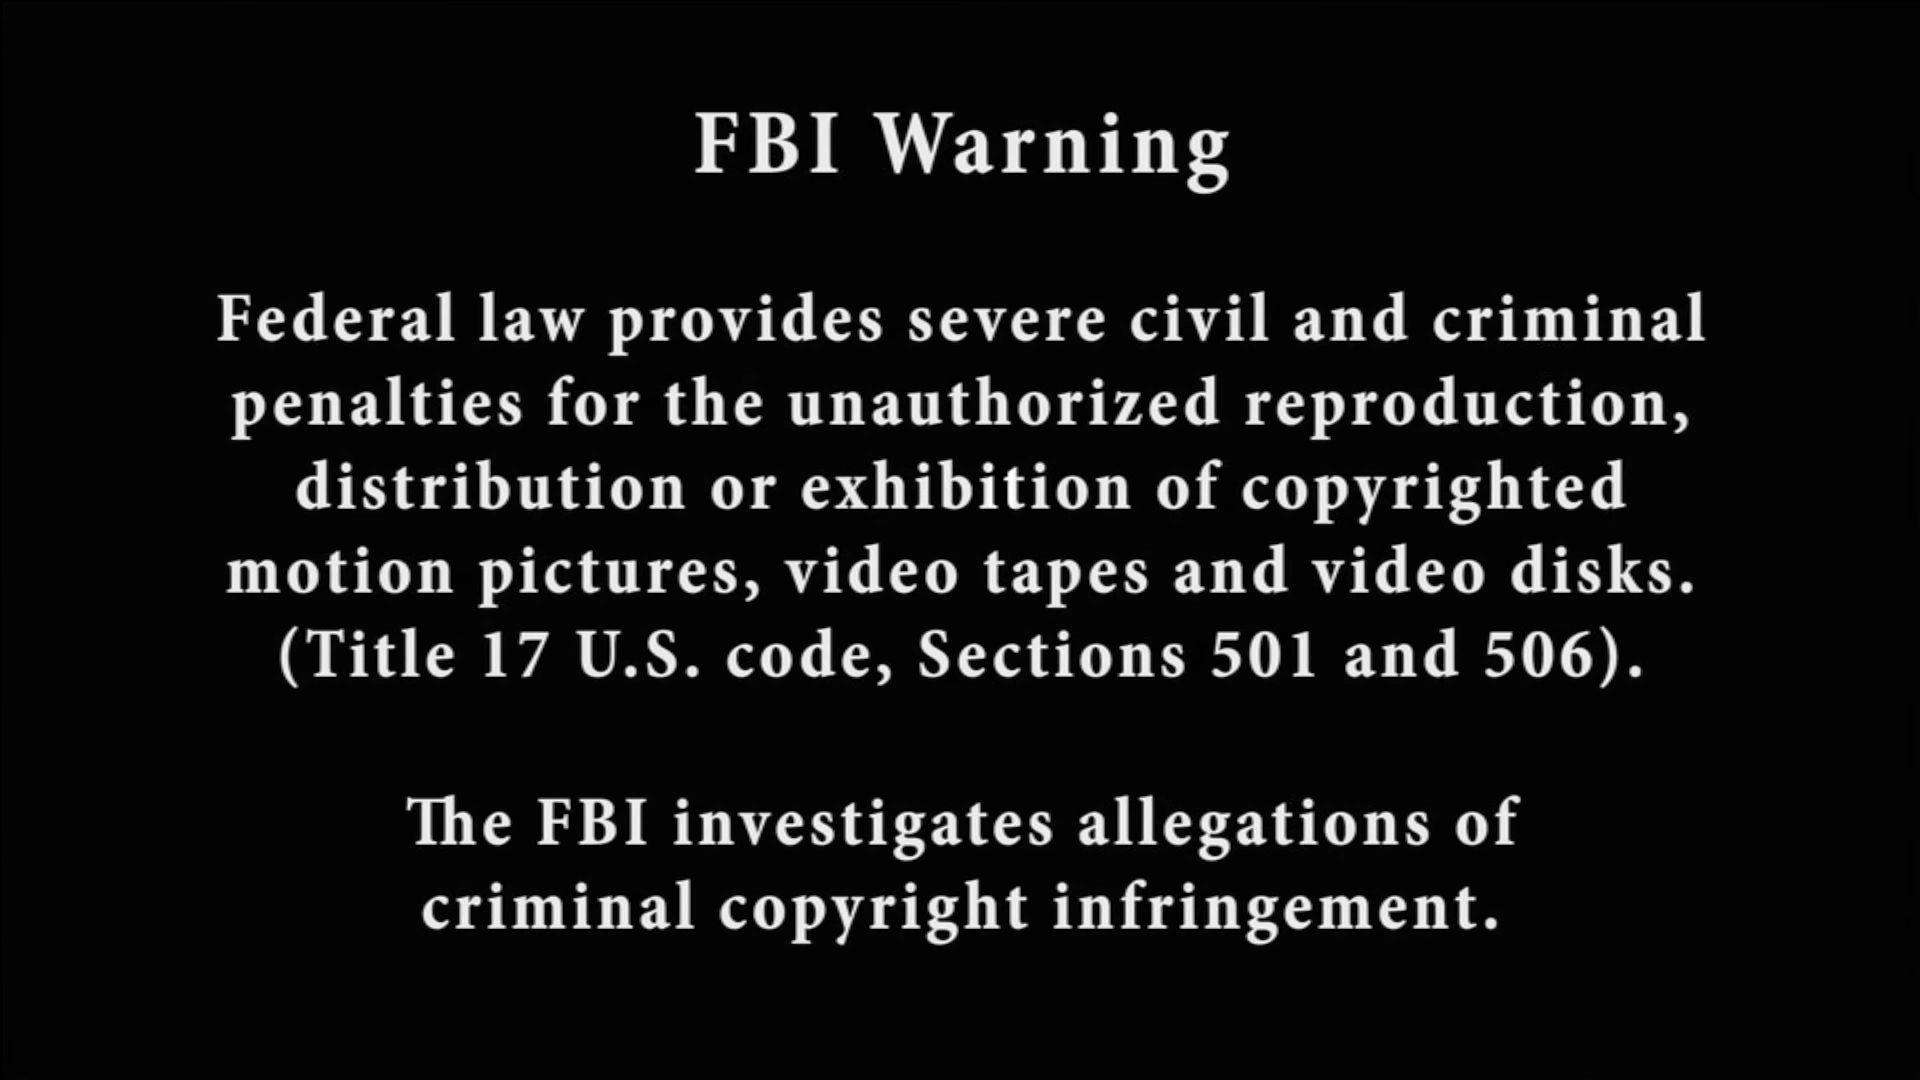 FBI Warning
Federal law provides severe civil and criminal
penalties for the unauthorized reproduction,
distribution or exhibition of copyrighted
motion pictures, video tapes and video disks.
(Title 17 U.S. code, Sections 501 and 506).
The FBI investigates allegations of
criminal copyright infringement.